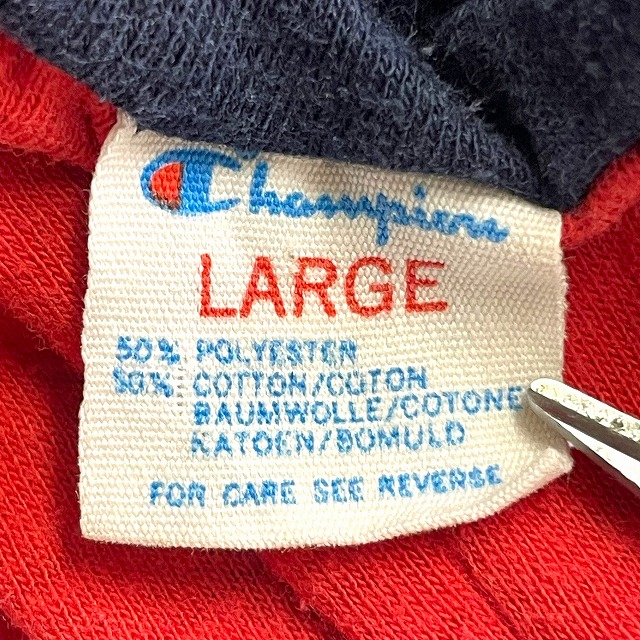 Champion
LARGE
50% POLYESTER
50% COTTON/COTON
BAUMWOLLE/COTONE
KATOEN/BOMULD
FOR CARE SEE REVERSE